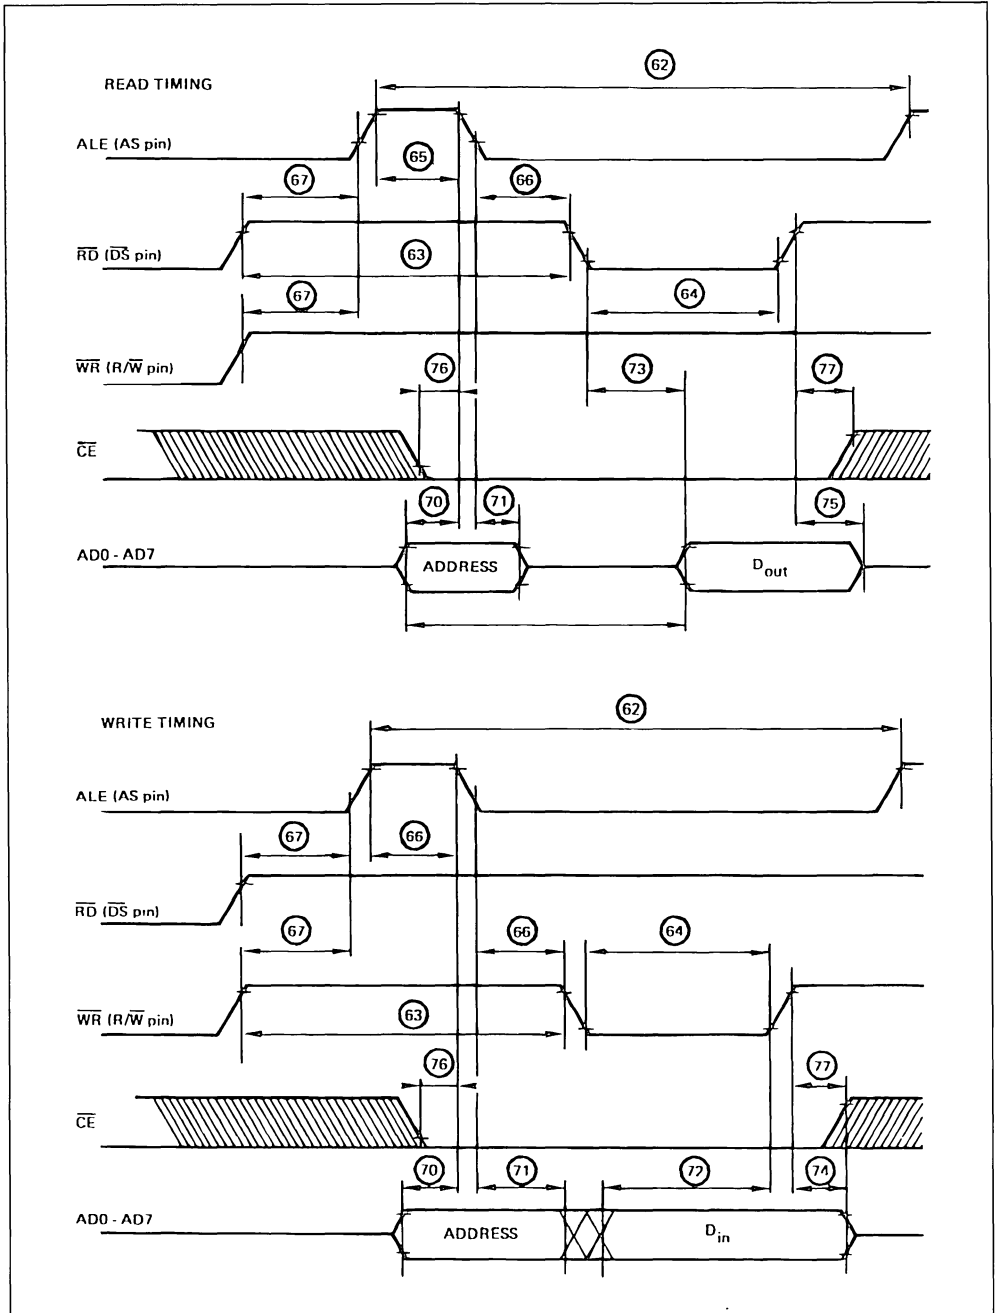 READ TIMING
62
ALE (AS pin)
65
67
66
RD (DS pin)
63
67
64
WR (R/W pin)
76
73
77
CE
70
71
75
AD0 - AD7
ADDRESS
Dout
WRITE TIMING
62
ALE (AS pin)
67
66
RD (DS pin)
67
66
64
WR (R/W pin)
63
76
77
CE
70
71
72
74
AD0 - AD7
ADDRESS
Din